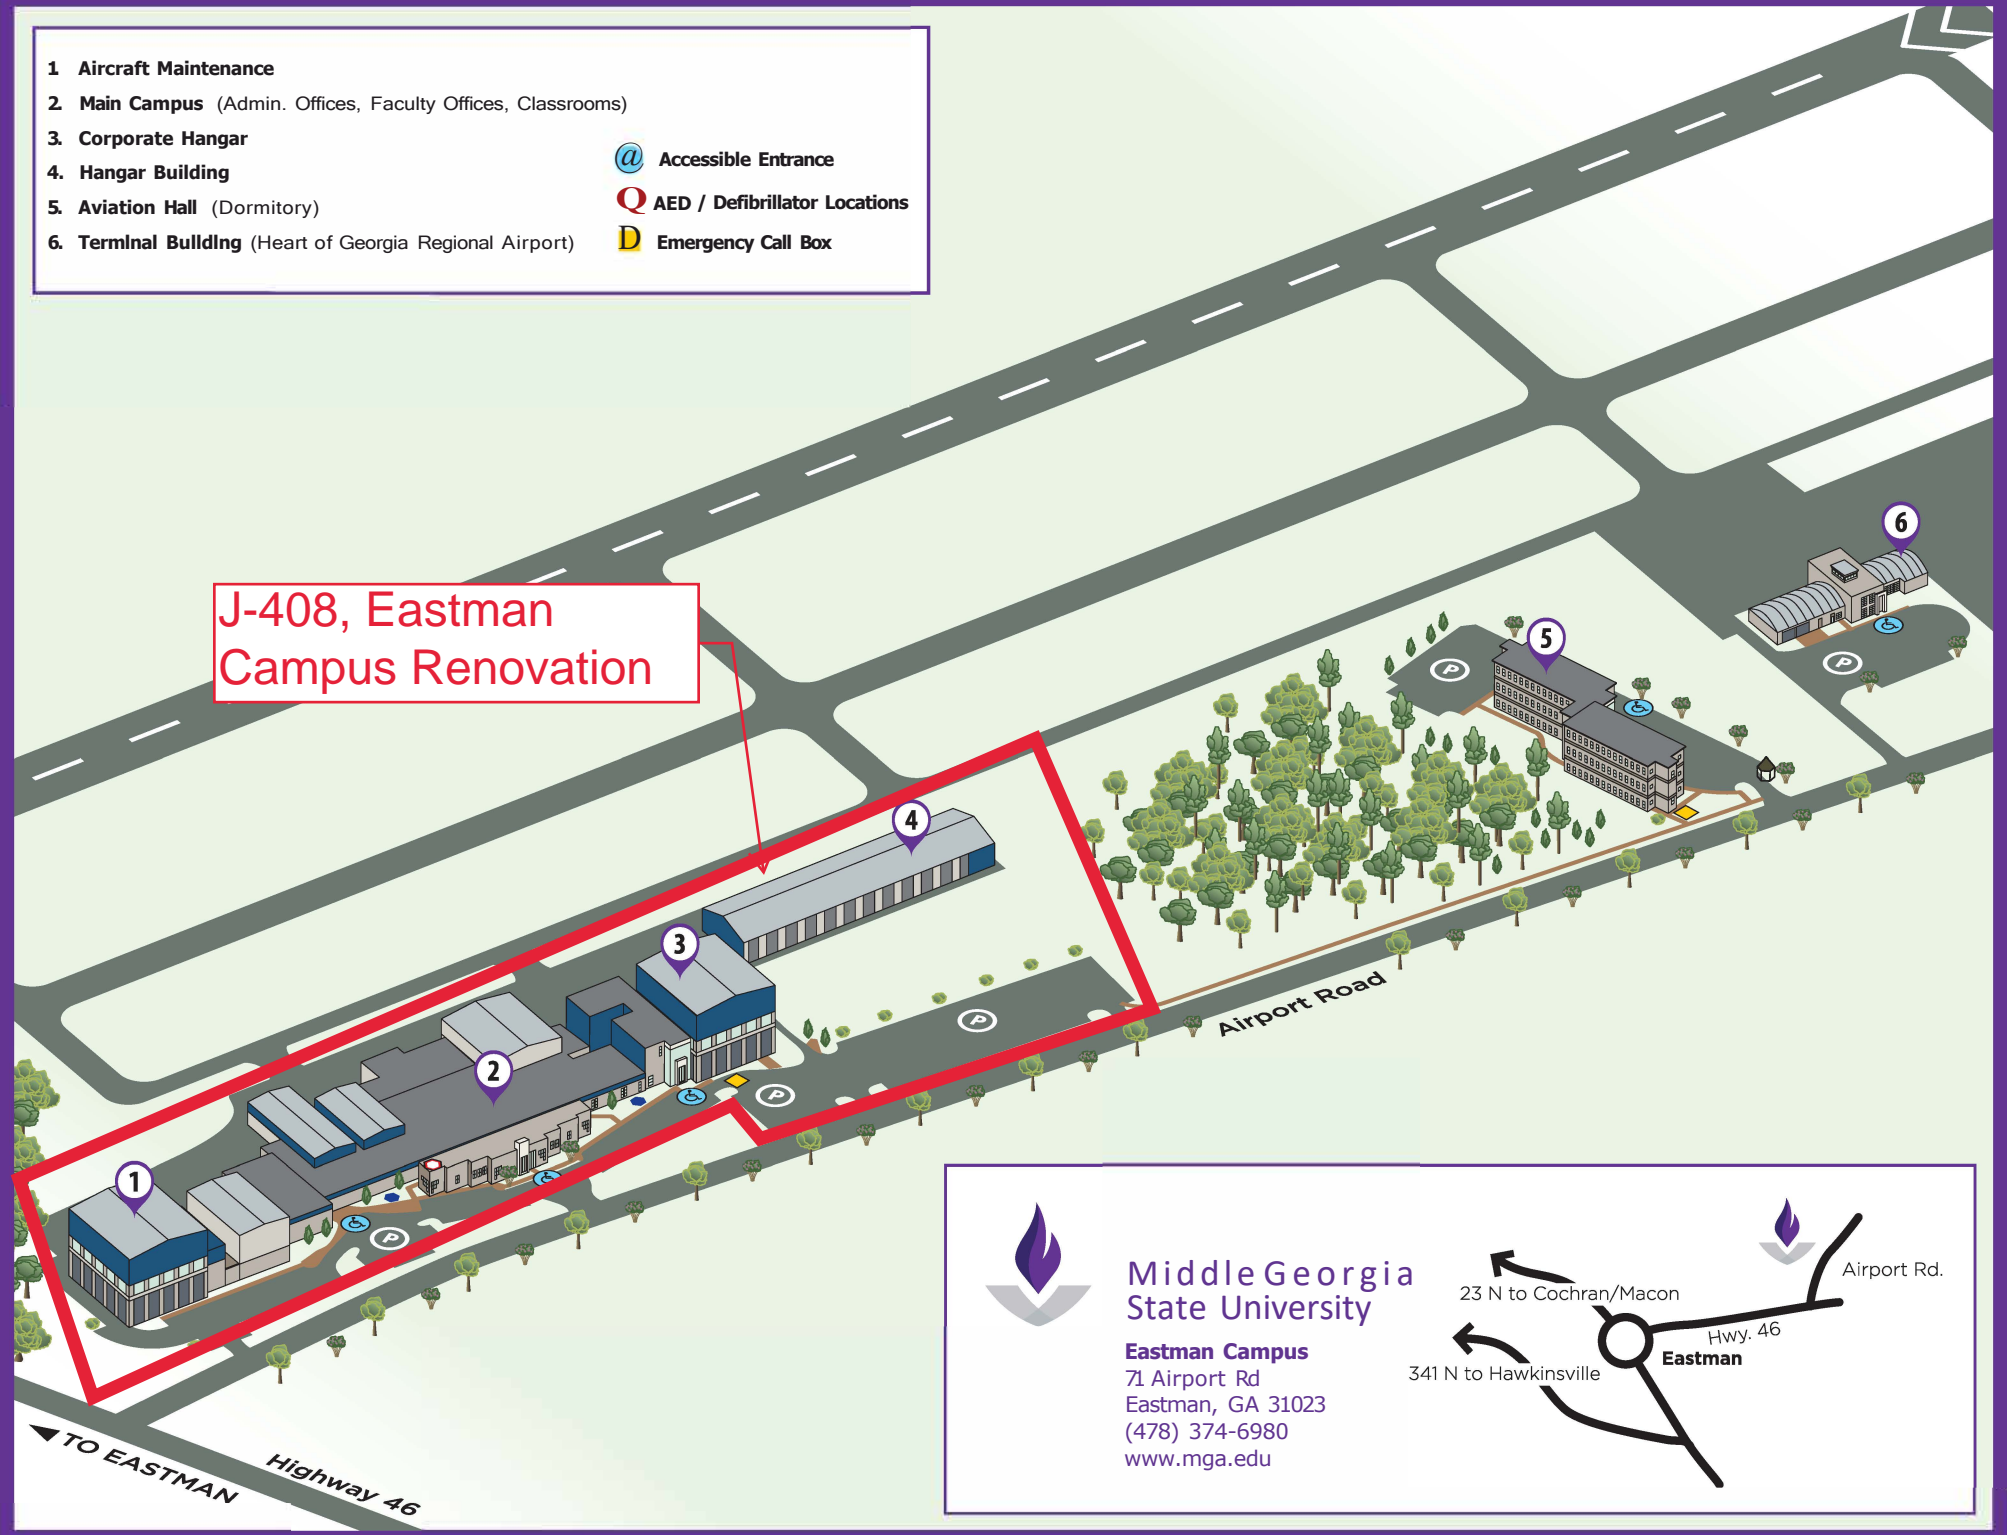 1 Aircraft Maintenance
2. Main Campus (Admin. Offices, Faculty Offices, Classrooms)
3. Corporate Hangar
4. Hangar Building
5. Aviation Hall (Dormitory)
6. Termlnal Bulldlng (Heart of Georgia Regional Airport)
@ Accessible Entrance
Q AED / Defibrillator Locations
D Emergency Call Box
J-408, Eastman
Campus Renovation
6
5
P
P
4
3
P
2
P
1
P
Airport Road
TO EASTMAN
Highway 46
Middle Georgia
State University
Eastman Campus
71 Airport Rd
Eastman, GA 31023
(478) 374-6980
www.mga.edu
Airport Rd.
23 N to Cochran/Macon
Hwy. 46
Eastman
341 N to Hawkinsville